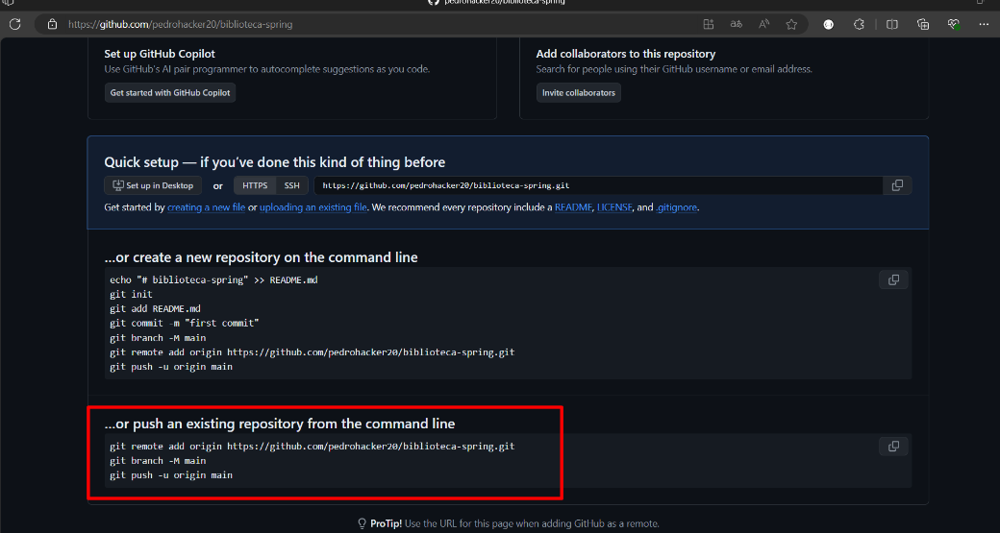 pedrohacker20/biblioteca-spring
https://github.com/pedrohacker20/biblioteca-spring
Set up GitHub Copilot
Use GitHub's AI pair programmer to autocomplete suggestions as you code.
Get started with GitHub Copilot
Add collaborators to this repository
Search for people using their GitHub username or email address.
Invite collaborators
Quick setup — if you've done this kind of thing before
Set up in Desktop or HTTPS SSH https://github.com/pedrohacker20/biblioteca-spring.git
Get started by creating a new file or uploading an existing file. We recommend every repository include a README, LICENSE, and .gitignore.
...or create a new repository on the command line
echo "# biblioteca-spring" >> README.md
git init
git add README.md
git commit -m "first commit"
git branch -M main
git remote add origin https://github.com/pedrohacker20/biblioteca-spring.git
git push -u origin main
...or push an existing repository from the command line
git remote add origin https://github.com/pedrohacker20/biblioteca-spring.git
git branch -M main
git push -u origin main
ProTip! Use the URL for this page when adding GitHub as a remote.